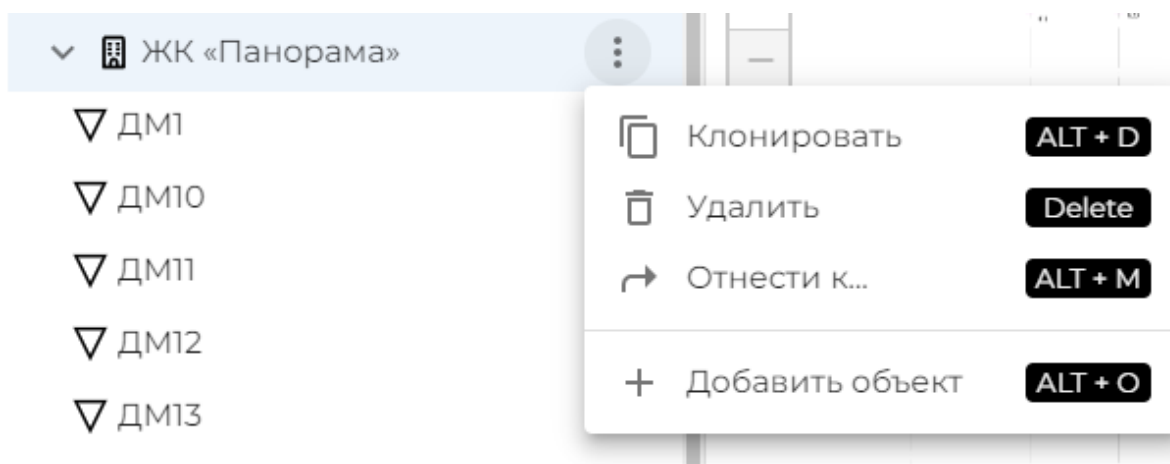 ЖК «Панорама»
ДМ1
ДМ10
ДМ11
ДМ12
ДМ13
Клонировать ALT + D
Удалить Delete
Отнести к... ALT + M
Добавить объект ALT + O